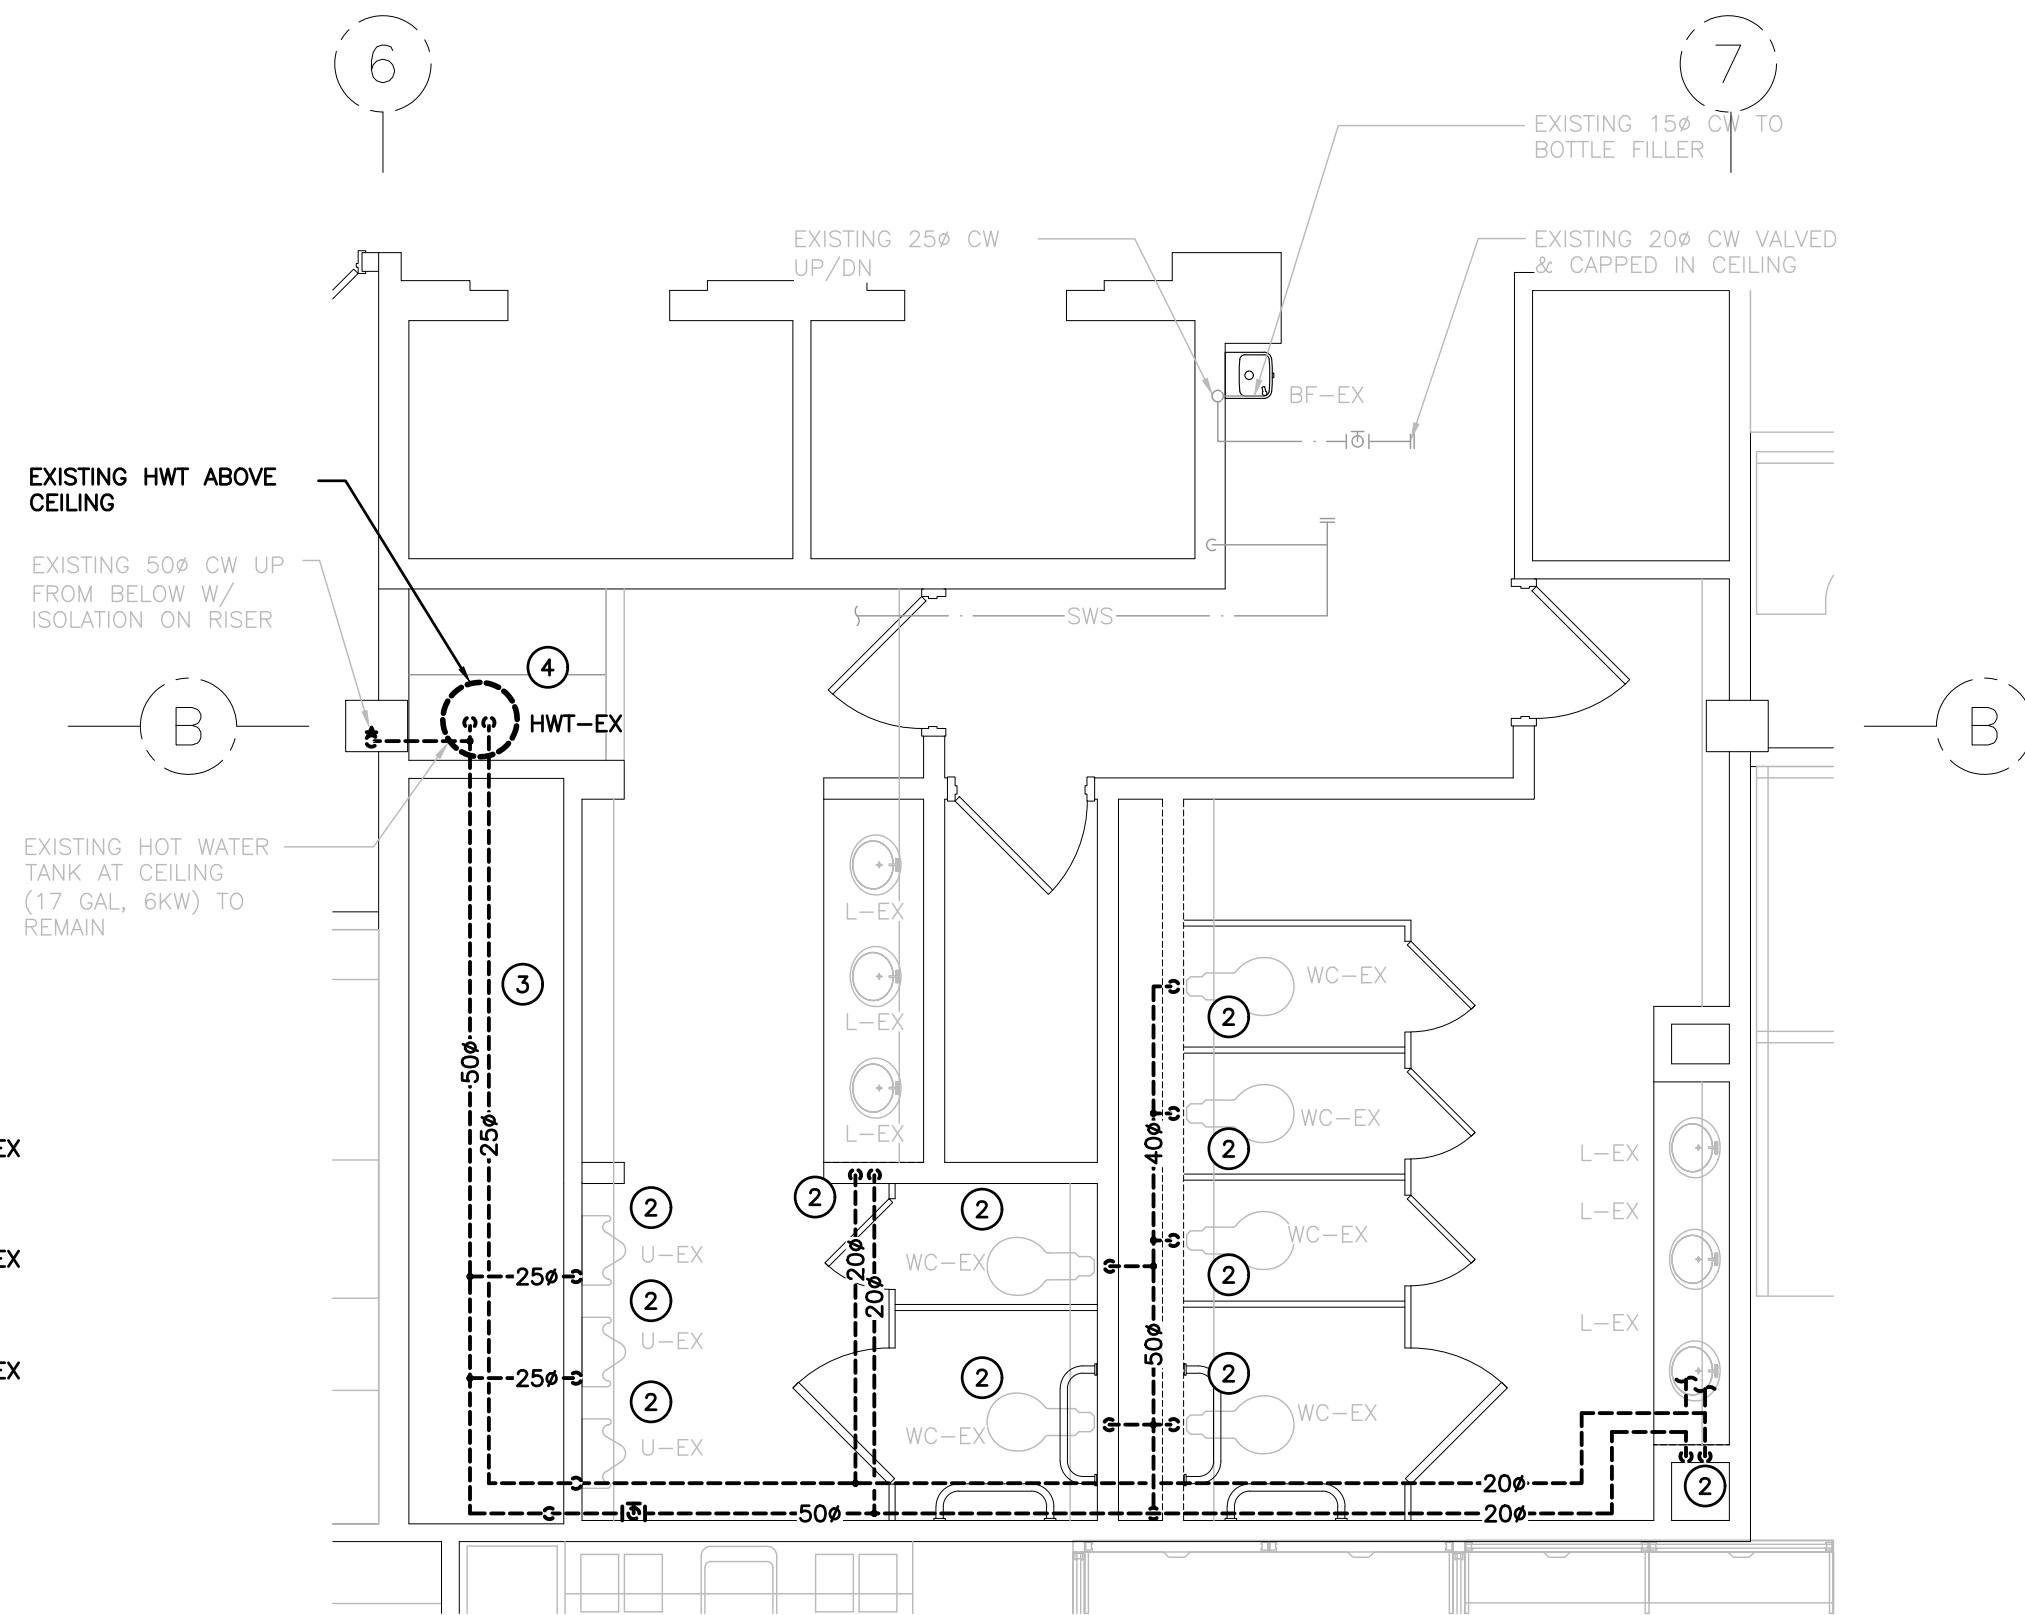 6
7
EXISTING 15ø CW TO
BOTTLE FILLER
EXISTING 25ø CW
UP/DN
EXISTING 20ø CW VALVED
& CAPPED IN CEILING
BF-EX
EXISTING HWT ABOVE
CEILING
EXISTING 50ø CW UP
FROM BELOW W/
ISOLATION ON RISER
SWS
4
HWT-EX
B
B
EXISTING HOT WATER
TANK AT CEILING
(17 GAL, 6KW) TO
REMAIN
L-EX
L-EX
L-EX
3
50ø
25ø
WC-EX
2
WC-EX
2
WC-EX
2
WC-EX
2
40ø
50ø
L-EX
L-EX
L-EX
EX
EX
EX
2
2
2
U-EX
U-EX
U-EX
25ø
25ø
2
20ø
20ø
2
WC-EX
2
WC-EX
50ø
20ø
20ø
2